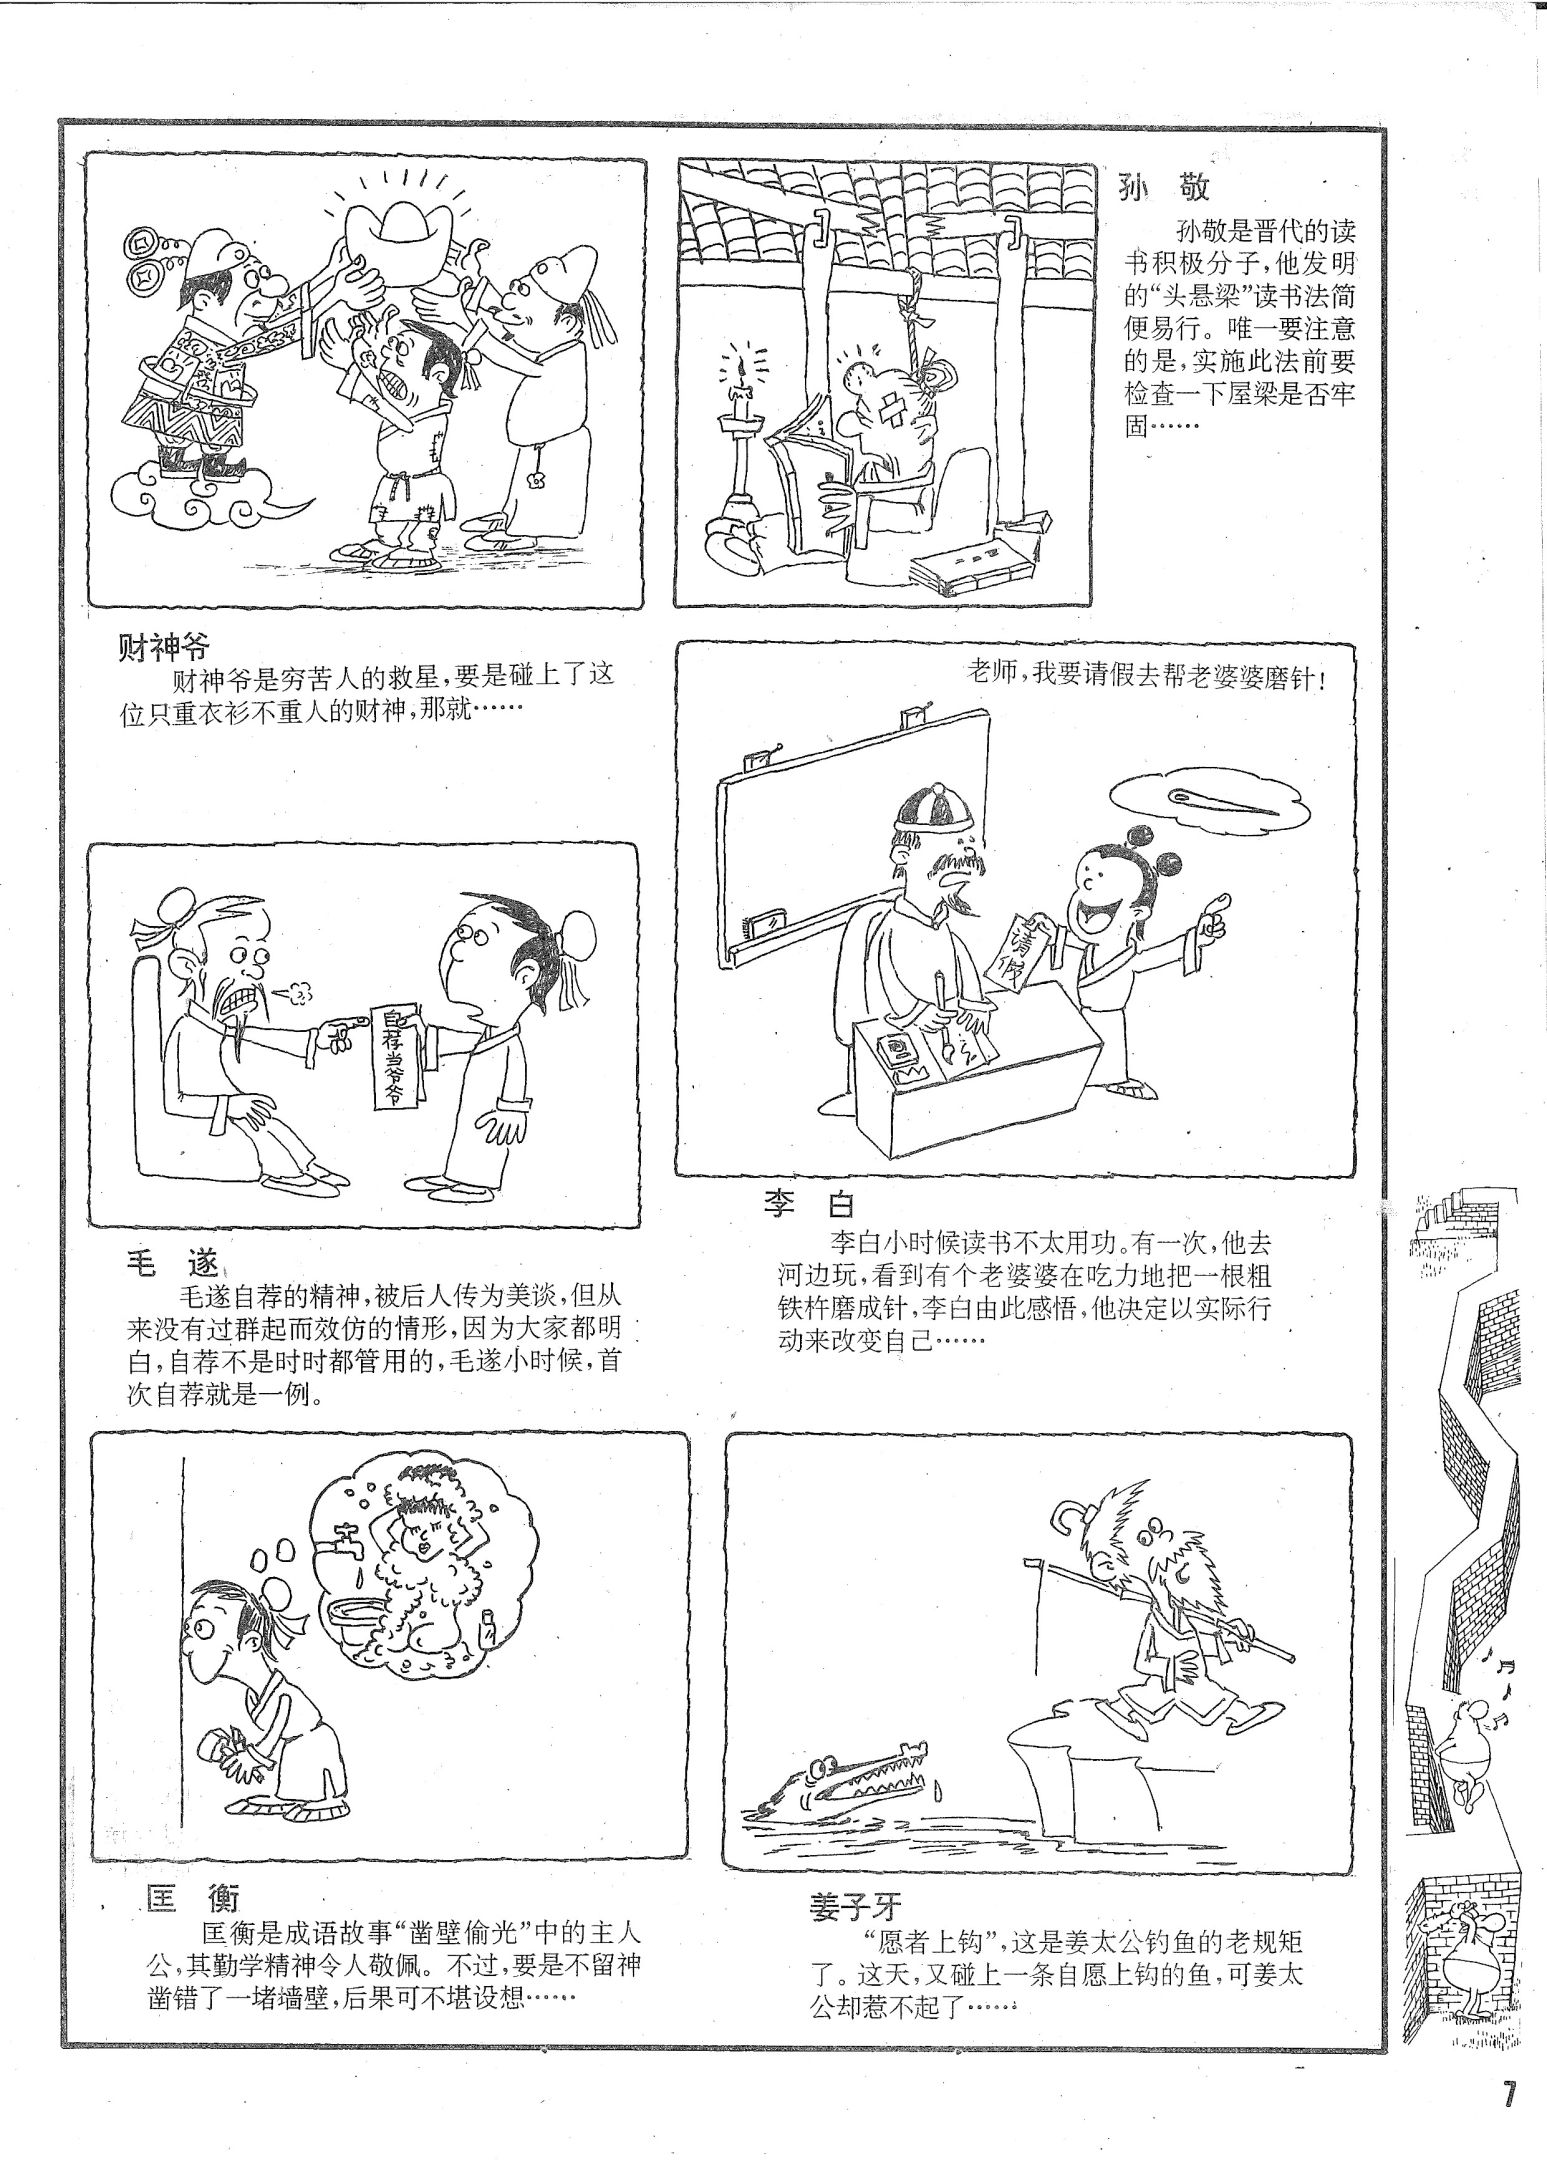 孙 敬
孙敬是晋代的读
书积极分子，他发明
的“头悬梁”读书法简
便易行。唯一要注意
的是，实施此法前要
检查一下屋梁是否牢
固……
财神爷
财神爷是穷苦人的救星，要是碰上了这
位只重衣衫不重人的财神，那就……
老师，我要请假去帮老婆婆磨针！
请假
李 白
李白小时候读书不太用功。有一次，他去
河边玩，看到有个老婆婆在吃力地把一根粗
铁杵磨成针，李白由此感悟，他决定以实际行
动来改变自己……
自荐当爷爷
毛 遂
毛遂自荐的精神，被后人传为美谈，但从
来没有过群起而效仿的情形，因为大家都明
白，自荐不是时时都管用的，毛遂小时候，首
次自荐就是一例。
匡 衡
匡衡是成语故事“凿壁偷光”中的主人
公，其勤学精神令人敬佩。不过，要是不留神
凿错了一堵墙壁，后果可不堪设想……
姜子牙
“愿者上钩”，这是姜太公钓鱼的老规矩
了。这天，又碰上一条自愿上钩的鱼，可姜太
公却惹不起了……
7